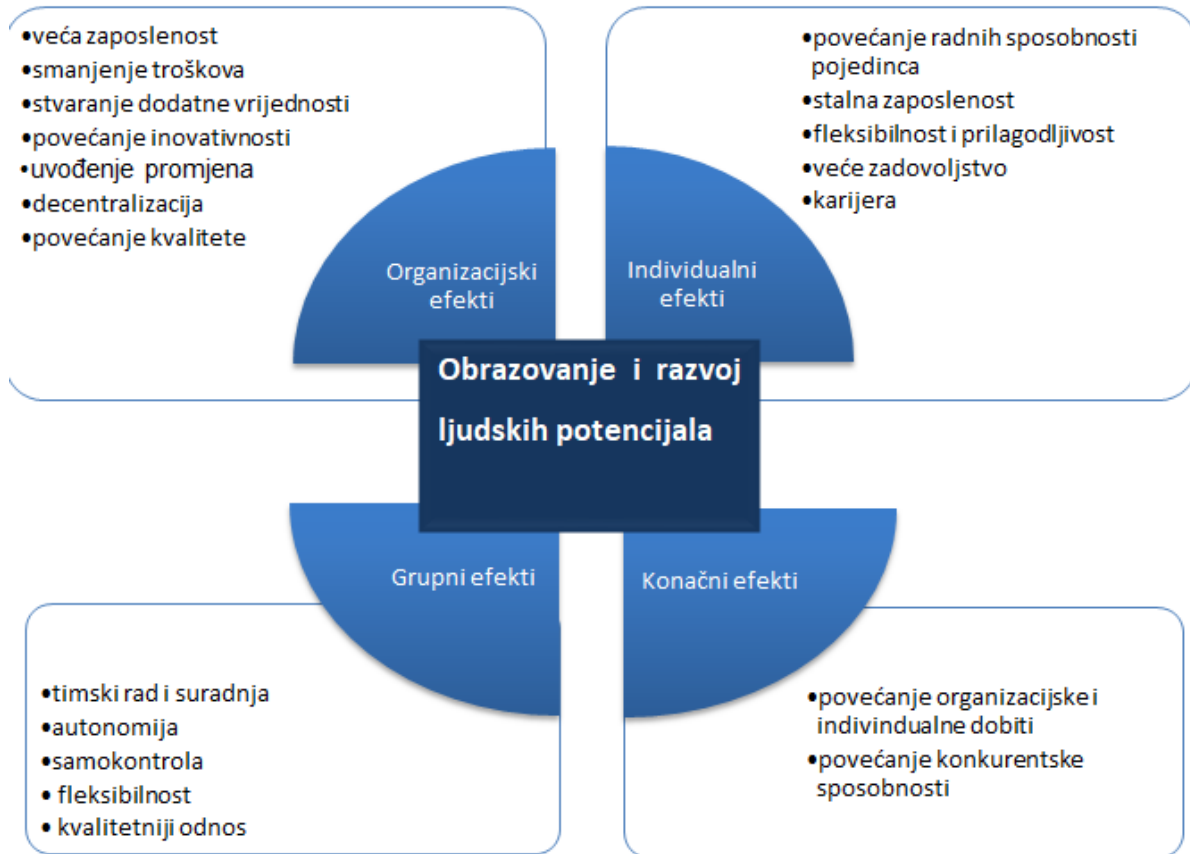 •veća zaposlenost
•smanjenje troškova
•stvaranje dodatne vrijednosti
•povećanje inovativnosti
•uvođenje promjena
•decentralizacija
•povećanje kvalitete
•povećanje radnih sposobnosti
pojedinca
•stalna zaposlenost
•fleksibilnost i prilagodljivost
•veće zadovoljstvo
•karijera
Organizacijski
efekti
Individualni
efekti
Obrazovanje i razvoj
ljudskih potencijala
Grupni efekti
Konačni efekti
•timski rad i suradnja
•autonomija
•samokontrola
• fleksibilnost
• kvalitetniji odnos
•povećanje organizacijske i
indivindualne dobiti
•povećanje konkurentske
sposobnosti